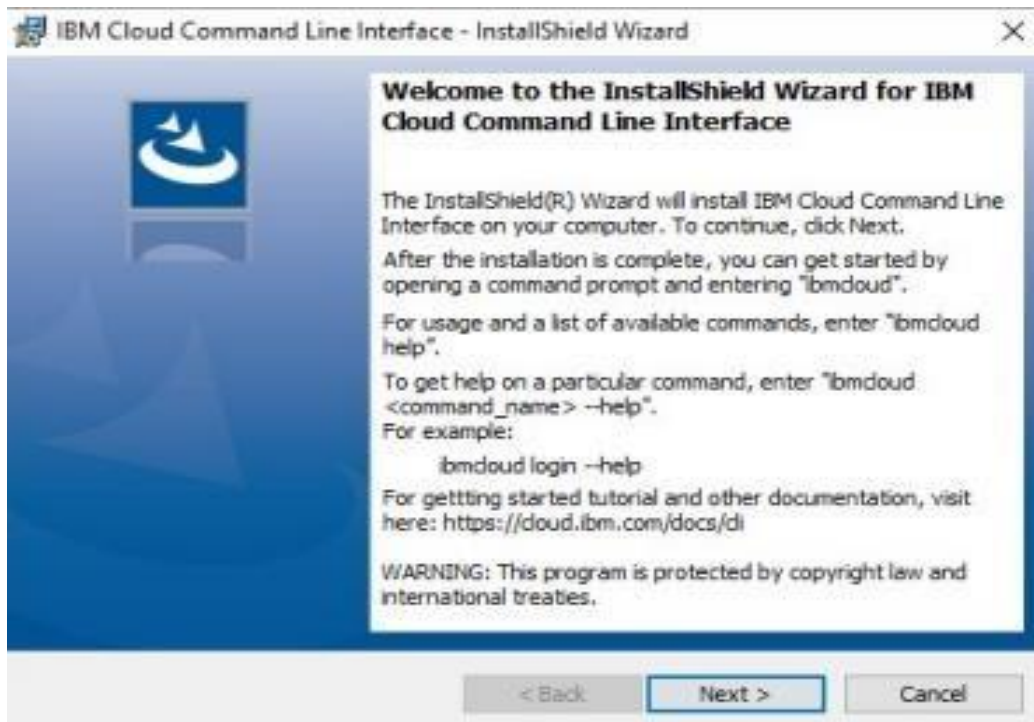 IBM Cloud Command Line Interface - InstallShield Wizard
Welcome to the InstallShield Wizard for IBM
Cloud Command Line Interface
The InstallShield(R) Wizard will install IBM Cloud Command Line
Interface on your computer. To continue, click Next.
After the installation is complete, you can get started by
opening a command prompt and entering "ibmcloud".
For usage and a list of available commands, enter "ibmcloud
help".
To get help on a particular command, enter "ibmcloud
<command_name> --help".
For example:
ibmcloud login --help
For gettting started tutorial and other documentation, visit
here: https://cloud.ibm.com/docs/cli
WARNING: This program is protected by copyright law and
international treaties.
< Back
Next >
Cancel